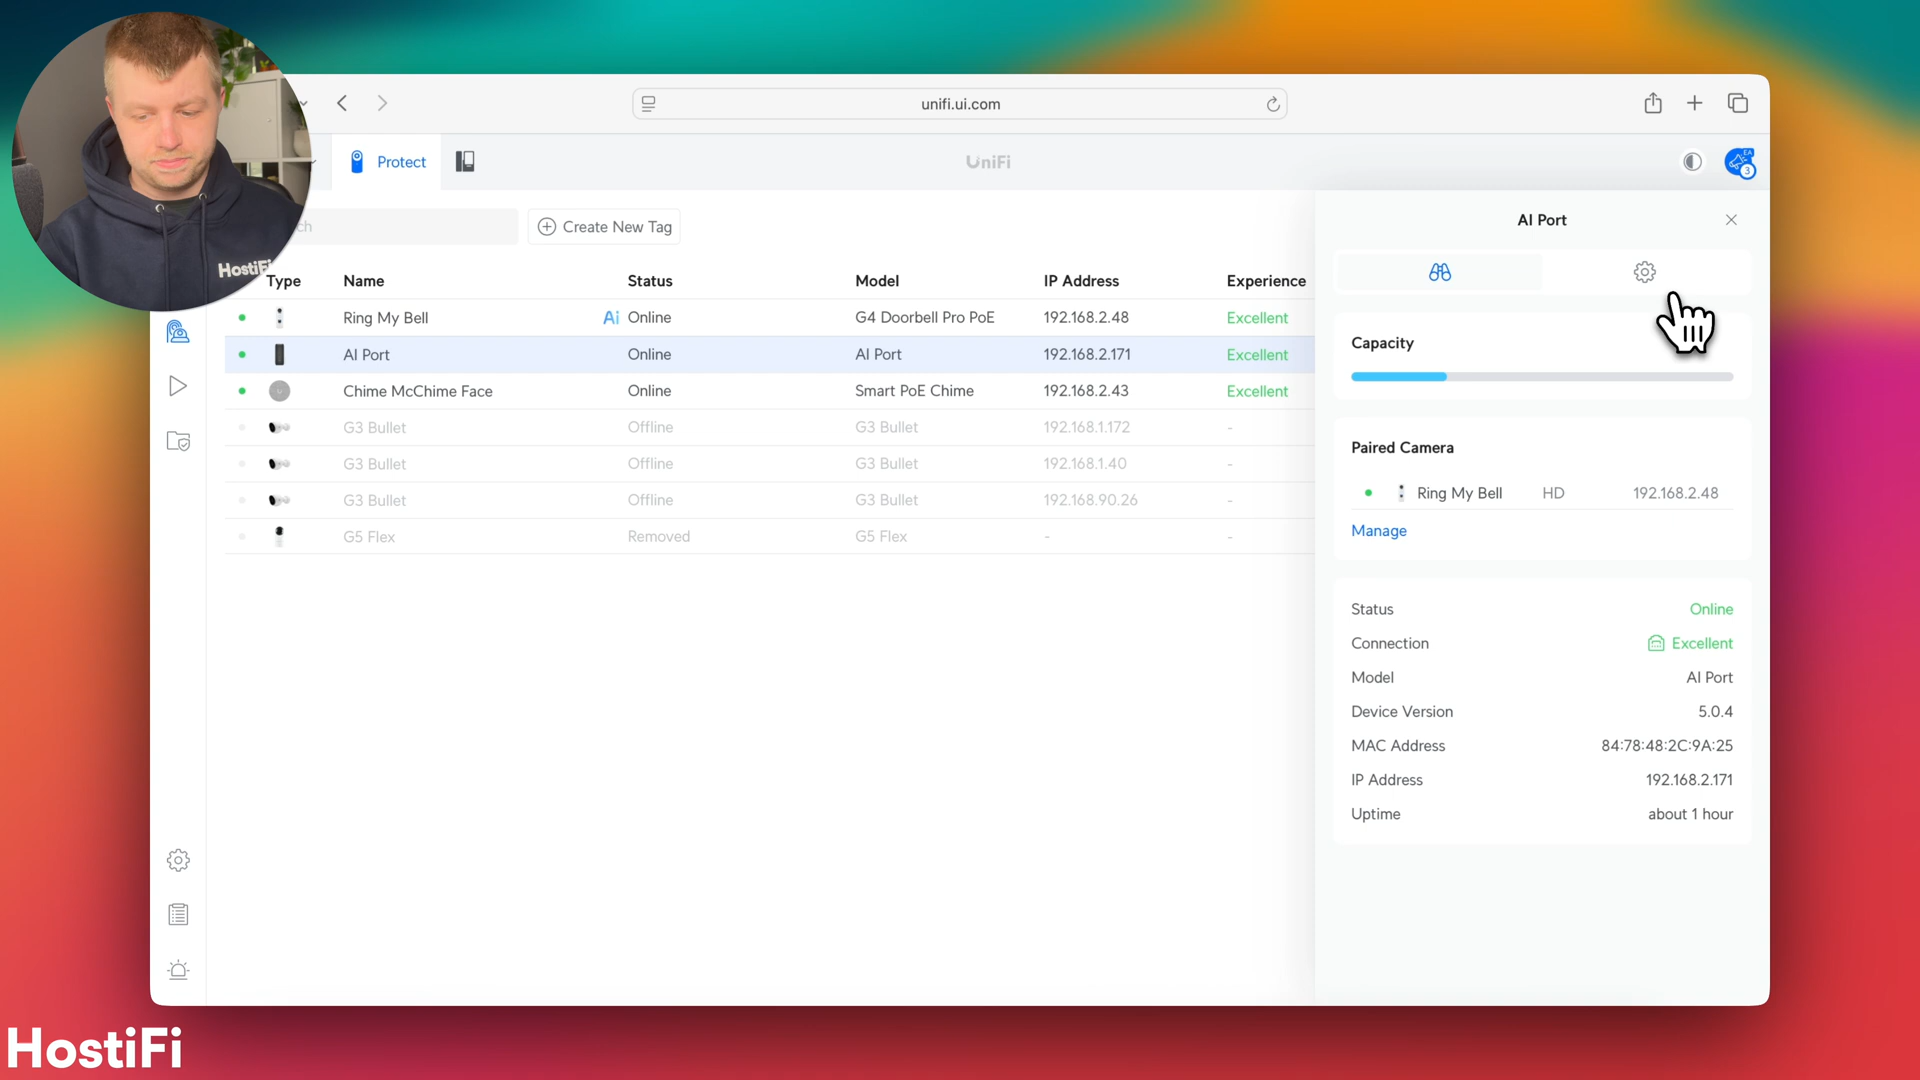 unifi.ui.com
Protect
UniFi
EA
3
ch
Create New Tag
HostiFi
Type Name Status Model IP Address Experience
Ring My Bell Ai Online G4 Doorbell Pro PoE 192.168.2.48 Excellent
AI Port Online AI Port 192.168.2.171 Excellent
Chime McChime Face Online Smart PoE Chime 192.168.2.43 Excellent
G3 Bullet Offline G3 Bullet 192.168.1.172 -
G3 Bullet Offline G3 Bullet 192.168.1.40 -
G3 Bullet Offline G3 Bullet 192.168.90.26 -
G5 Flex Removed G5 Flex - -
AI Port
Capacity
Paired Camera
Ring My Bell HD 192.168.2.48
Manage
Status Online
Connection Excellent
Model AI Port
Device Version 5.0.4
MAC Address 84:78:48:2C:9A:25
IP Address 192.168.2.171
Uptime about 1 hour
HostiFi